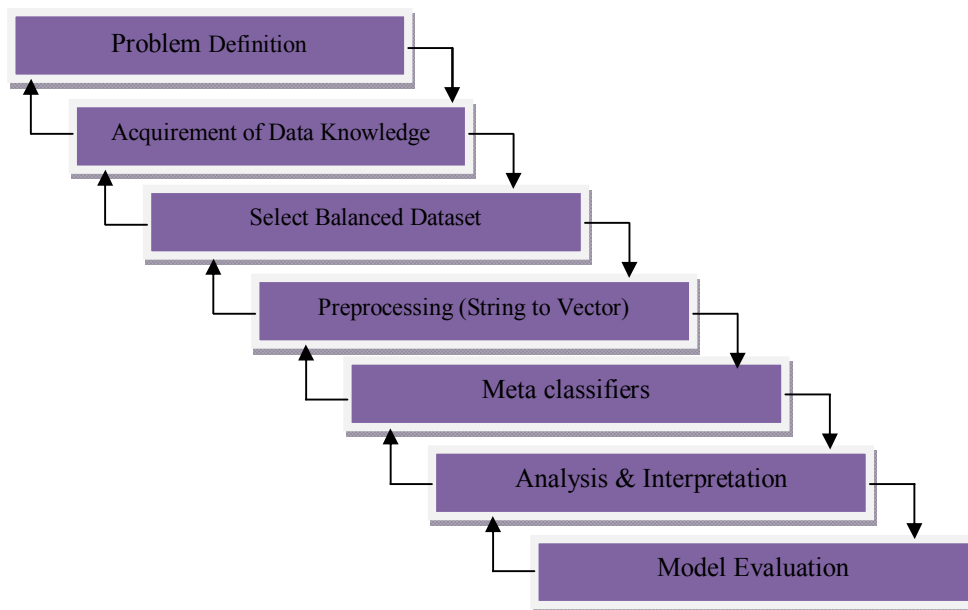 Problem Definition
Acquirement of Data Knowledge
Select Balanced Dataset
Preprocessing (String to Vector)
Meta classifiers
Analysis & Interpretation
Model Evaluation